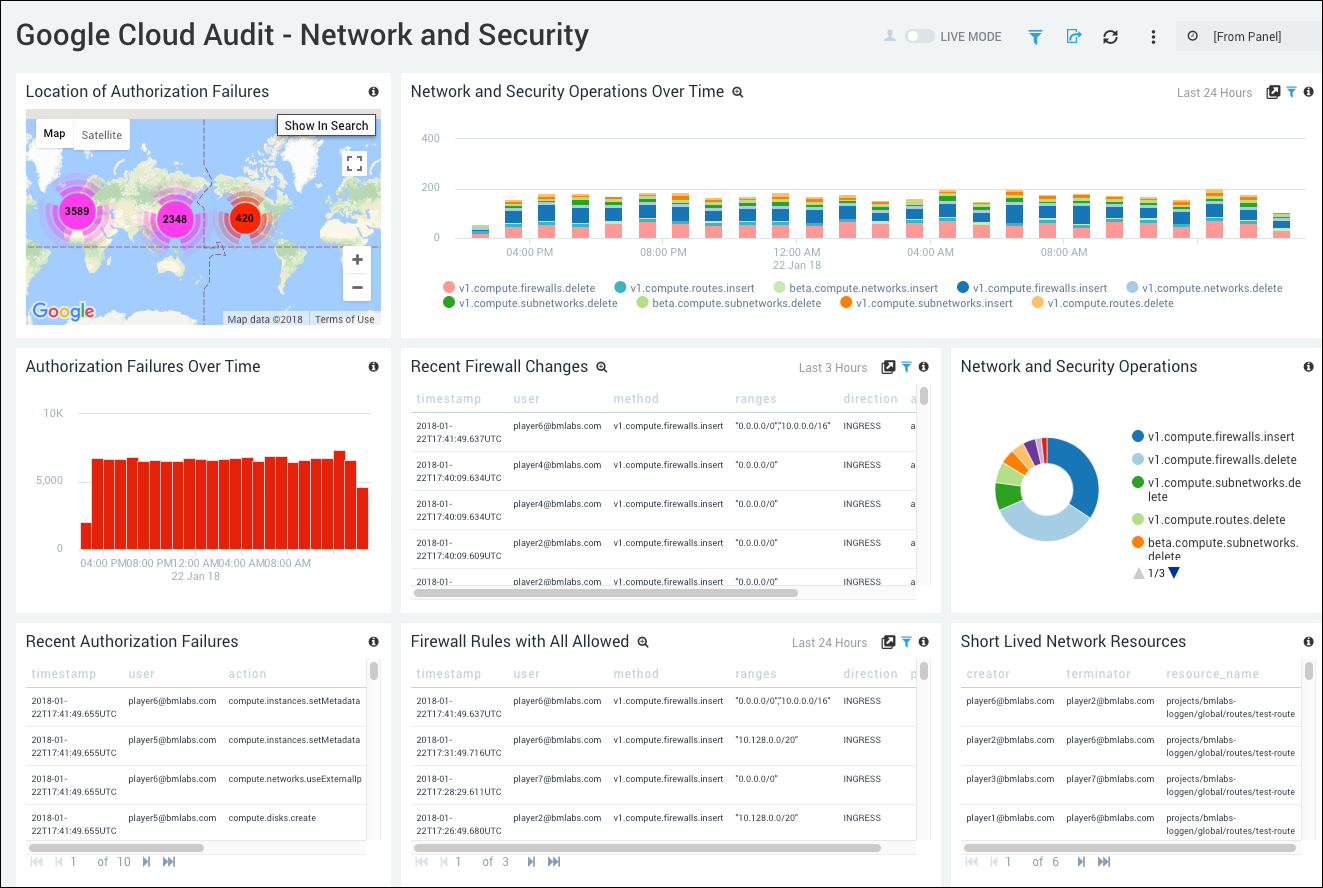 Google Cloud Audit - Network and Security
LIVE MODE
[From Panel]
Location of Authorization Failures
Map
Satellite
Show In Search
3589
2348
420
+
−
Google
Map data ©2018
Terms of Use
Network and Security Operations Over Time
Last 24 Hours
400
200
0
04:00 PM 08:00 PM 12:00 AM 04:00 AM 08:00 AM
22 Jan 18
v1.compute.firewalls.delete v1.compute.routes.insert beta.compute.networks.insert v1.compute.firewalls.insert v1.compute.networks.delete
v1.compute.subnetworks.delete beta.compute.subnetworks.delete v1.compute.subnetworks.insert v1.compute.routes.delete
Authorization Failures Over Time
10K
5,000
0
04:00 PM08:00 PM12:00 AM04:00 AM08:00 AM
22 Jan 18
Recent Firewall Changes
Last 3 Hours
timestamp user method ranges direction a
2018-01- player6@bmlabs.com v1.compute.firewalls.insert "0.0.0.0/0","10.0.0.0/16" INGRESS a
22T17:41:49.637UTC
2018-01- player4@bmlabs.com v1.compute.firewalls.insert "0.0.0.0/0" INGRESS a
22T17:40:09.634UTC
2018-01- player4@bmlabs.com v1.compute.firewalls.insert "0.0.0.0/0" INGRESS a
22T17:40:09.634UTC
2018-01- player2@bmlabs.com v1.compute.firewalls.insert "0.0.0.0/0" INGRESS a
22T17:40:09.609UTC
2018-01- player2@bmlabs.com v1.compute.firewalls.insert "0.0.0.0/0" INGRESS a
Network and Security Operations
v1.compute.firewalls.insert
v1.compute.firewalls.delete
v1.compute.subnetworks.de
lete
v1.compute.routes.delete
beta.compute.subnetworks.
delete
1/3
Recent Authorization Failures
timestamp user action
2018-01- player6@bmlabs.com compute.instances.setMetadata
22T17:41:49.655UTC
2018-01- player5@bmlabs.com compute.instances.setMetadata
22T17:41:49.655UTC
2018-01- player6@bmlabs.com compute.networks.useExternalIp
22T17:41:49.655UTC
2018-01- player5@bmlabs.com compute.disks.create
22T17:41:49.655UTC
1 of 10
Firewall Rules with All Allowed
Last 24 Hours
timestamp user method ranges direction p
2018-01- player6@bmlabs.com v1.compute.firewalls.insert "0.0.0.0/0","10.0.0.0/16" INGRESS
22T17:41:49.637UTC
2018-01- player6@bmlabs.com v1.compute.firewalls.insert "10.128.0.0/20" INGRESS
22T17:31:49.716UTC
2018-01- player7@bmlabs.com v1.compute.firewalls.insert "0.0.0.0/0" INGRESS
22T17:28:29.611UTC
2018-01- player2@bmlabs.com v1.compute.firewalls.insert "10.128.0.0/20" INGRESS
22T17:26:49.680UTC
1 of 3
Short Lived Network Resources
creator terminator resource_name
player6@bmlabs.com player2@bmlabs.com projects/bmlabs-
loggen/global/routes/test-route
player2@bmlabs.com player6@bmlabs.com projects/bmlabs-
loggen/global/routes/test-route
player3@bmlabs.com player7@bmlabs.com projects/bmlabs-
loggen/global/routes/test-route
player1@bmlabs.com player6@bmlabs.com projects/bmlabs-
loggen/global/routes/test-route
1 of 6